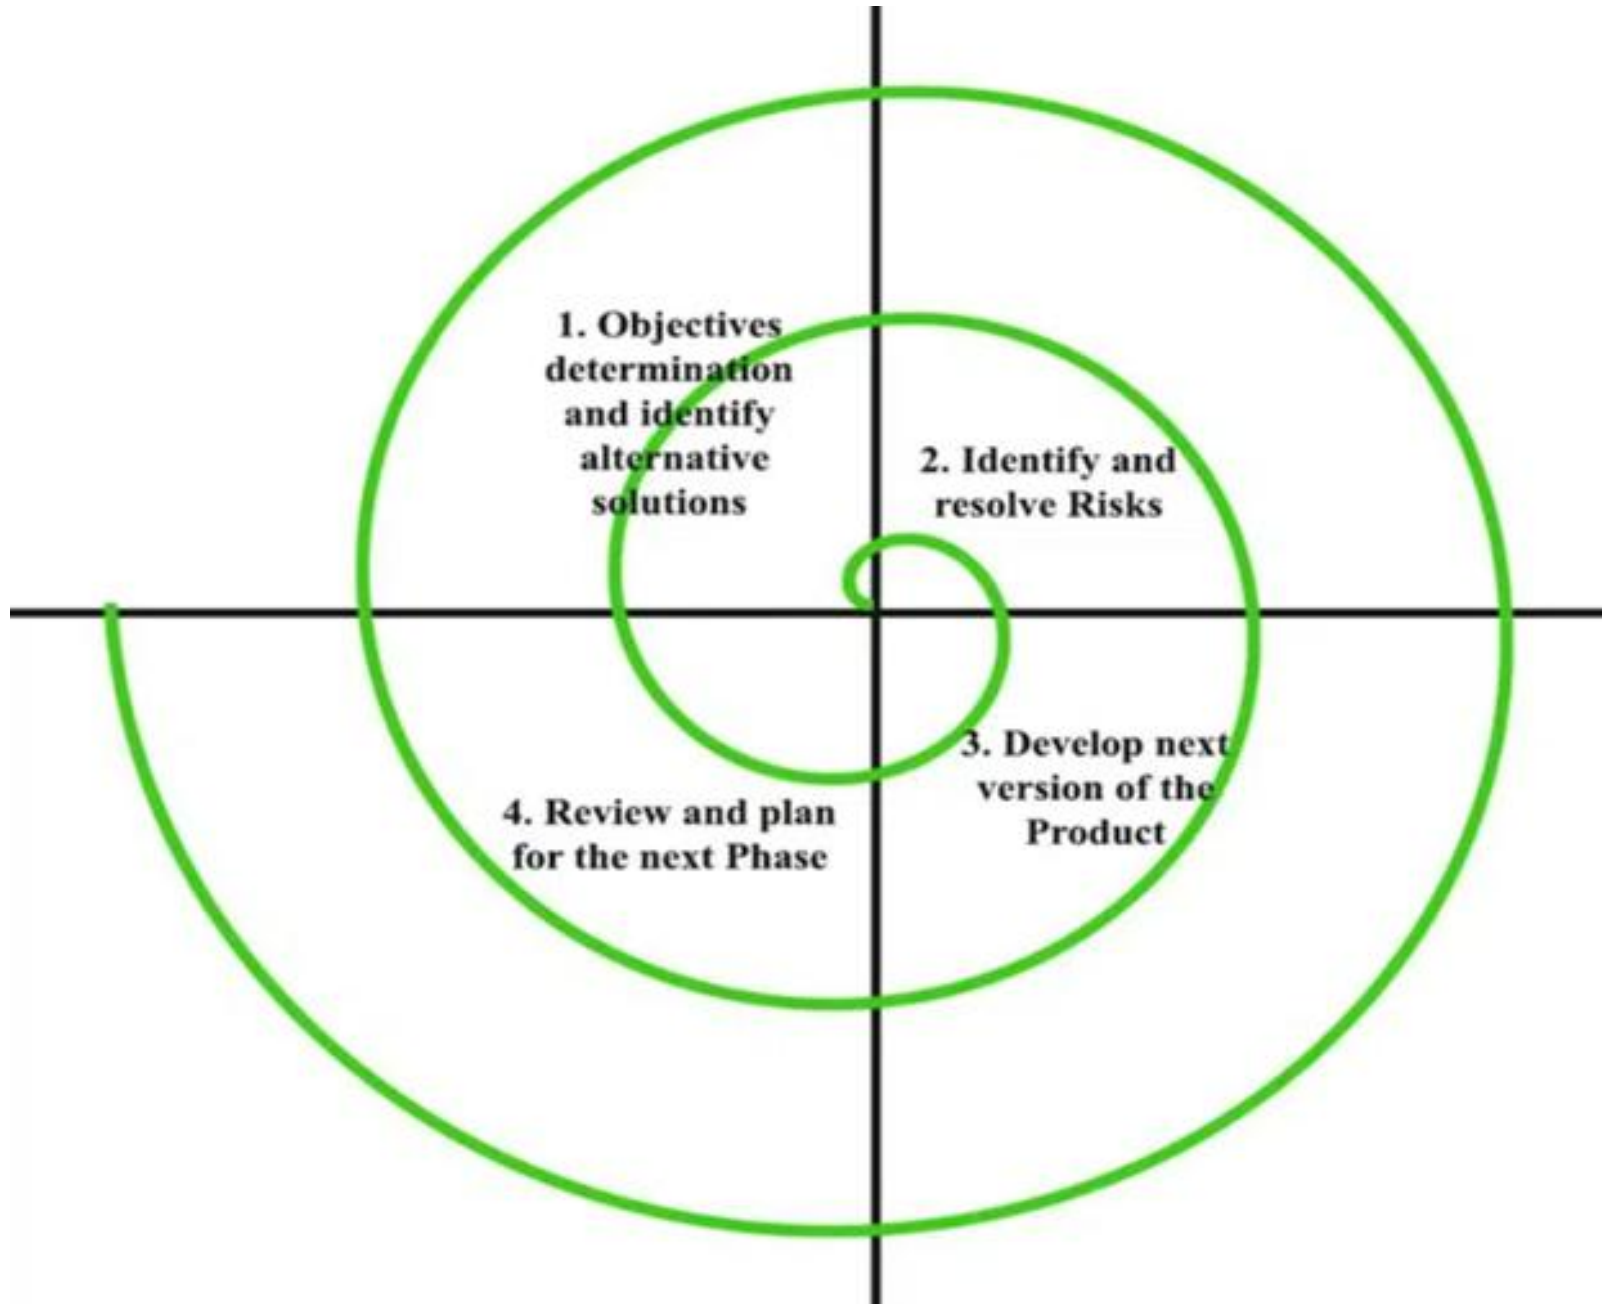 1. Objectives
determination
and identify
alternative
solutions
2. Identify and
resolve Risks
3. Develop next
version of the
Product
4. Review and plan
for the next Phase